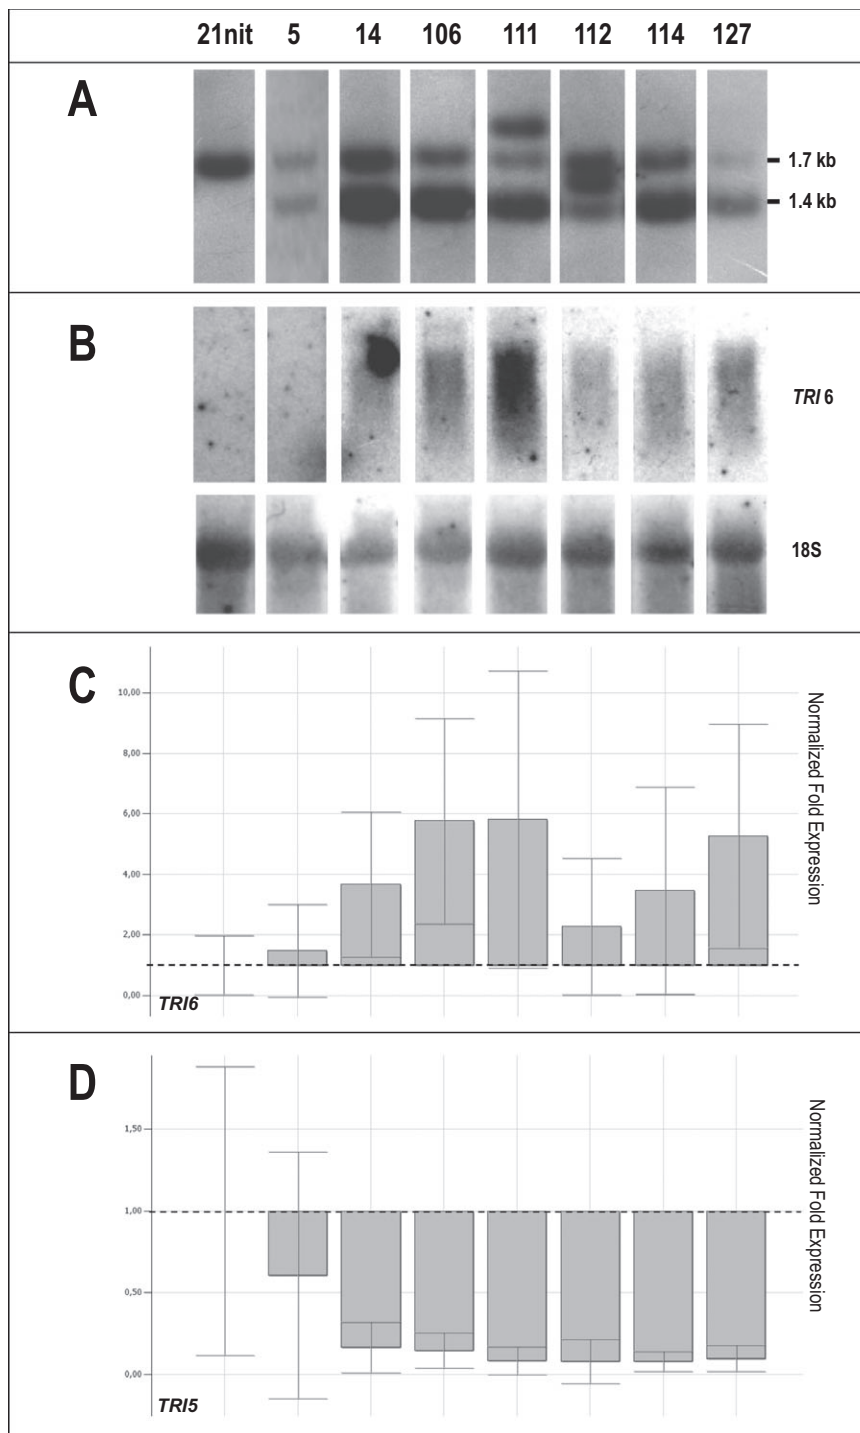 21nit 5 14 106 111 112 114 127
A
1.7 kb
1.4 kb
B
TRI 6
18S
C
10,00
8,00
6,00
4,00
2,00
0,00
TRI6
Normalized Fold Expression
D
1,50
1,00
0,50
0,00
TRI5
Normalized Fold Expression